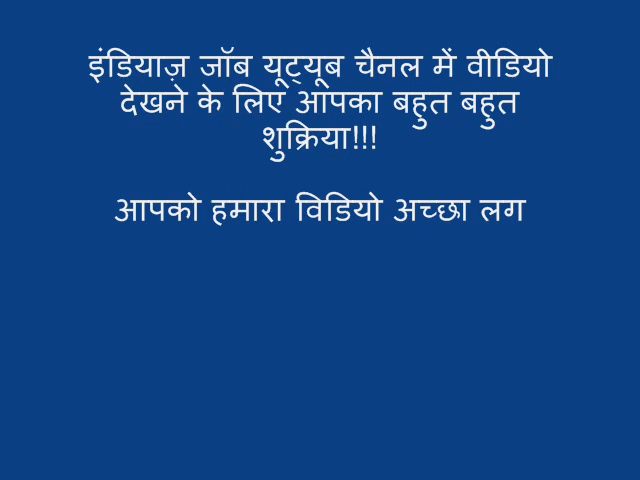 इंडियाज़ जॉब यूट्यूब चैनल में वीडियो
देखने के लिए आपका बहुत बहुत
शुक्रिया!!!
आपको हमारा विडियो अच्छा लग